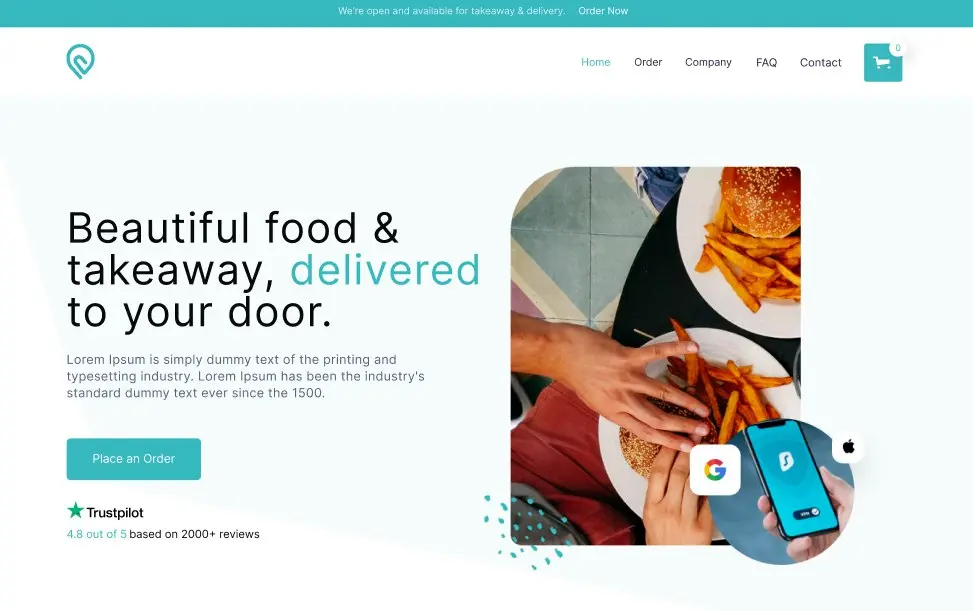 We're open and available for takeaway & delivery. Order Now
0
Home Order Company FAQ Contact
Beautiful food &
takeaway, delivered
to your door.
Lorem Ipsum is simply dummy text of the printing and
typesetting industry. Lorem Ipsum has been the industry's
standard dummy text ever since the 1500.
Place an Order
Trustpilot
4.8 out of 5 based on 2000+ reviews
G
VPN